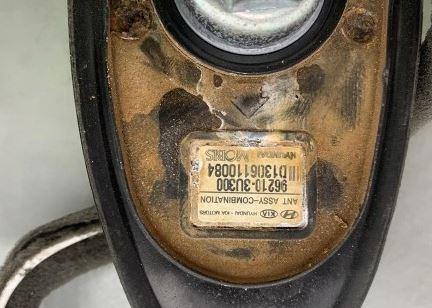 KIA
HYUNDAI · KIA MOTORS
ANT ASSY-COMBINATION
96210-3U300
D1306110084
HYUNDAI MOBIS